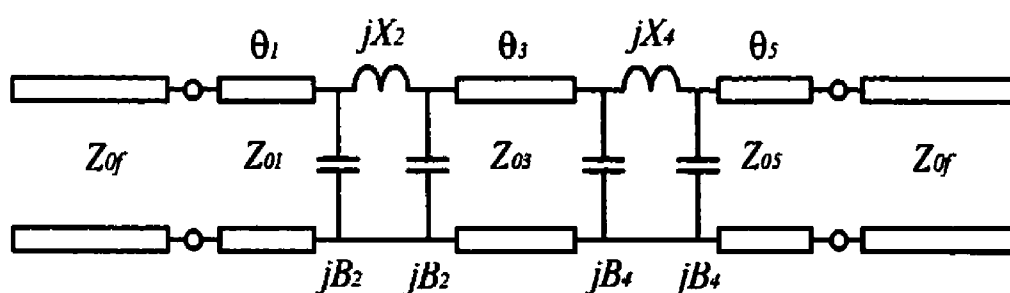 θ1 jX2 θ3 jX4 θ5
Z0f Z01 Z03 Z05 Z0f
jB2 jB2 jB4 jB4